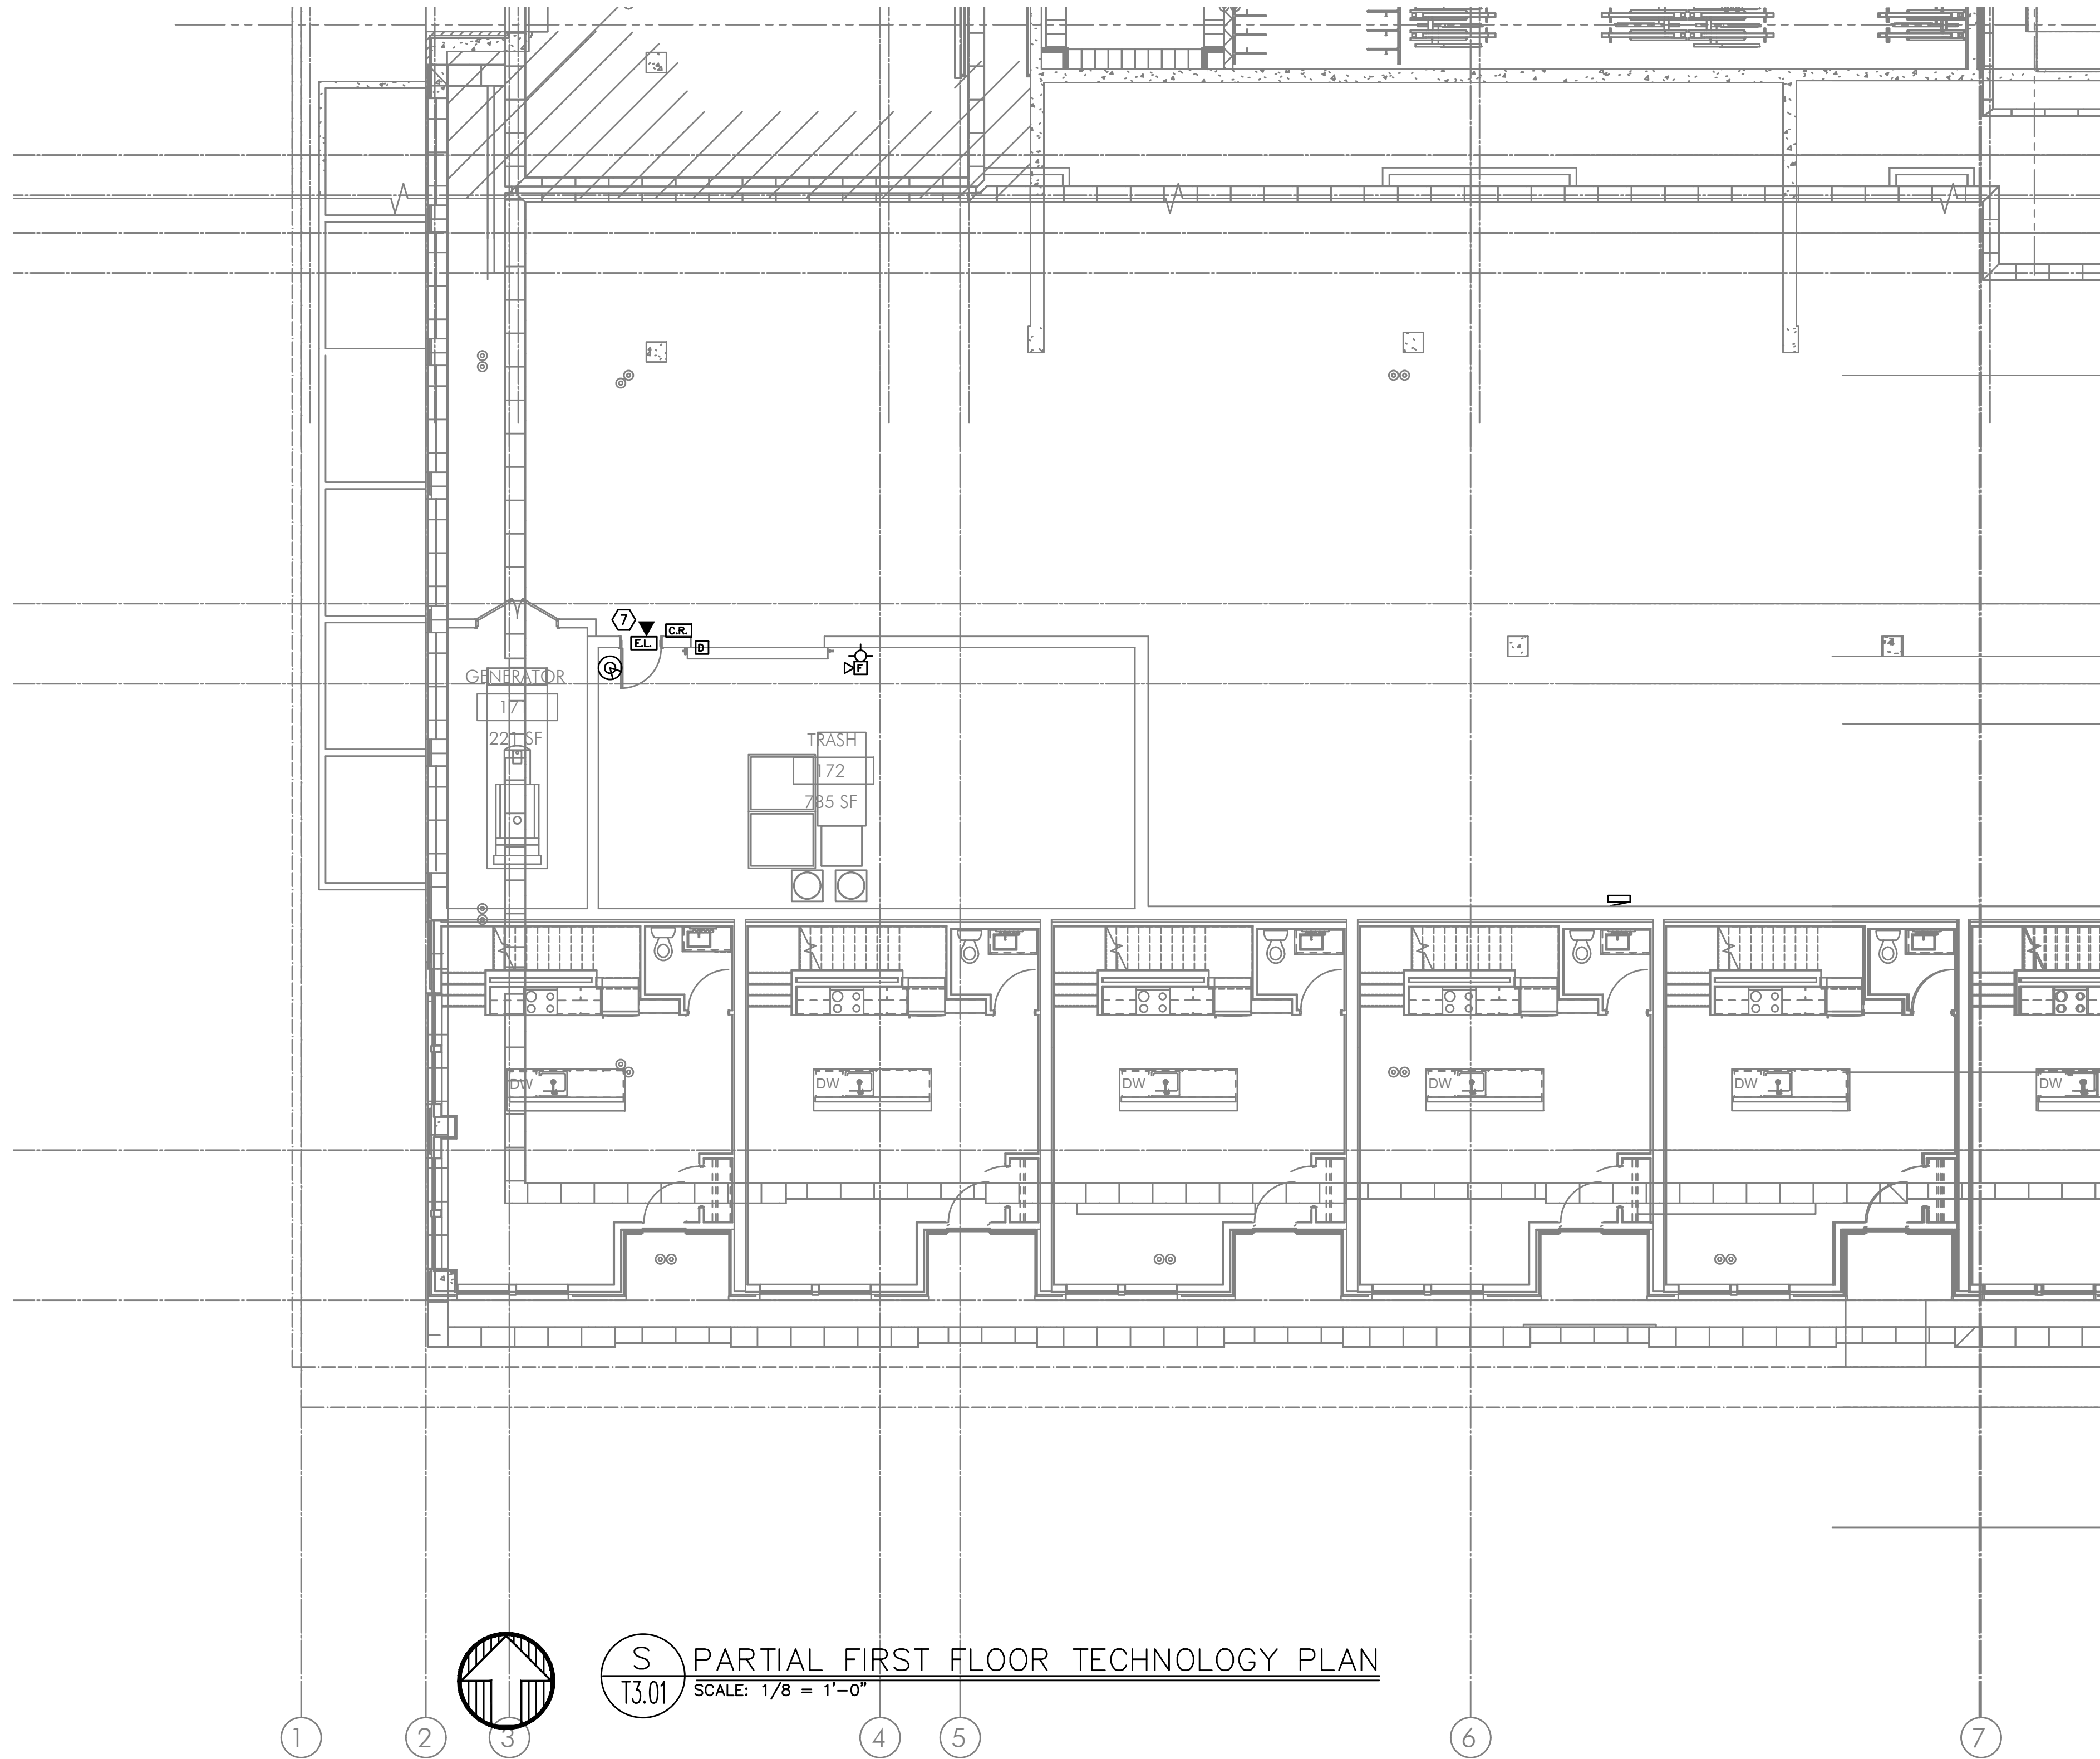 7
C.R.
E.L.
D
F
GENERATOR
171
221 SF
TRASH
172
785 SF
DW
DW
DW
DW
DW
DW
S
T3.01
PARTIAL FIRST FLOOR TECHNOLOGY PLAN
SCALE: 1/8 = 1'-0"
1
2
3
4
5
6
7